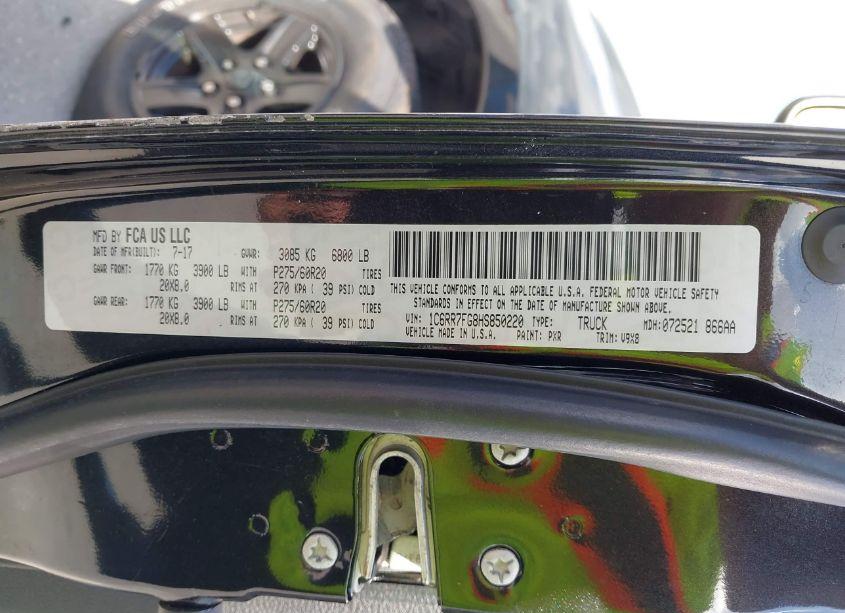 MFD BY FCA US LLC
DATE OF MFR(BUILT): 7-17 GVWR: 3085 KG 6800 LB
GAWR FRONT: 1770 KG 3900 LB WITH P275/60R20 TIRES
20X8.0 RIMS AT 270 KPA ( 39 PSI) COLD
GAWR REAR: 1770 KG 3900 LB WITH P275/60R20 TIRES
20X8.0 RIMS AT 270 KPA ( 39 PSI) COLD
THIS VEHICLE CONFORMS TO ALL APPLICABLE U.S.A. FEDERAL MOTOR VEHICLE SAFETY
STANDARDS IN EFFECT ON THE DATE OF MANUFACTURE SHOWN ABOVE.
VIN: 1C6RR7FG8HS850220 TYPE: TRUCK MDH: 072521 868AA
VEHICLE MADE IN U.S.A. PAINT: PXR TRIM: V9X8